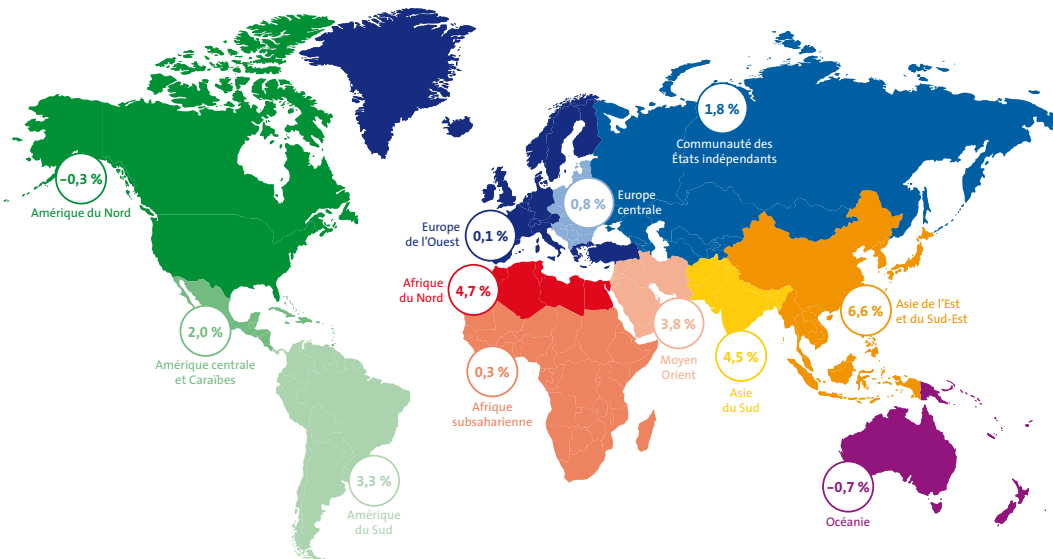 1,8 %
Communauté des
États indépendants
–0,3 %
Amérique du Nord
0,8 %
Europe
centrale
Europe
de l’Ouest
0,1 %
Afrique
du Nord
4,7 %
6,6 %
Asie de l’Est
et du Sud-Est
2,0 %
Amérique centrale
et Caraïbes
3,8 %
Moyen
Orient
4,5 %
Asie
du Sud
0,3 %
Afrique
subsaharienne
3,3 %
Amérique
du Sud
–0,7 %
Océanie